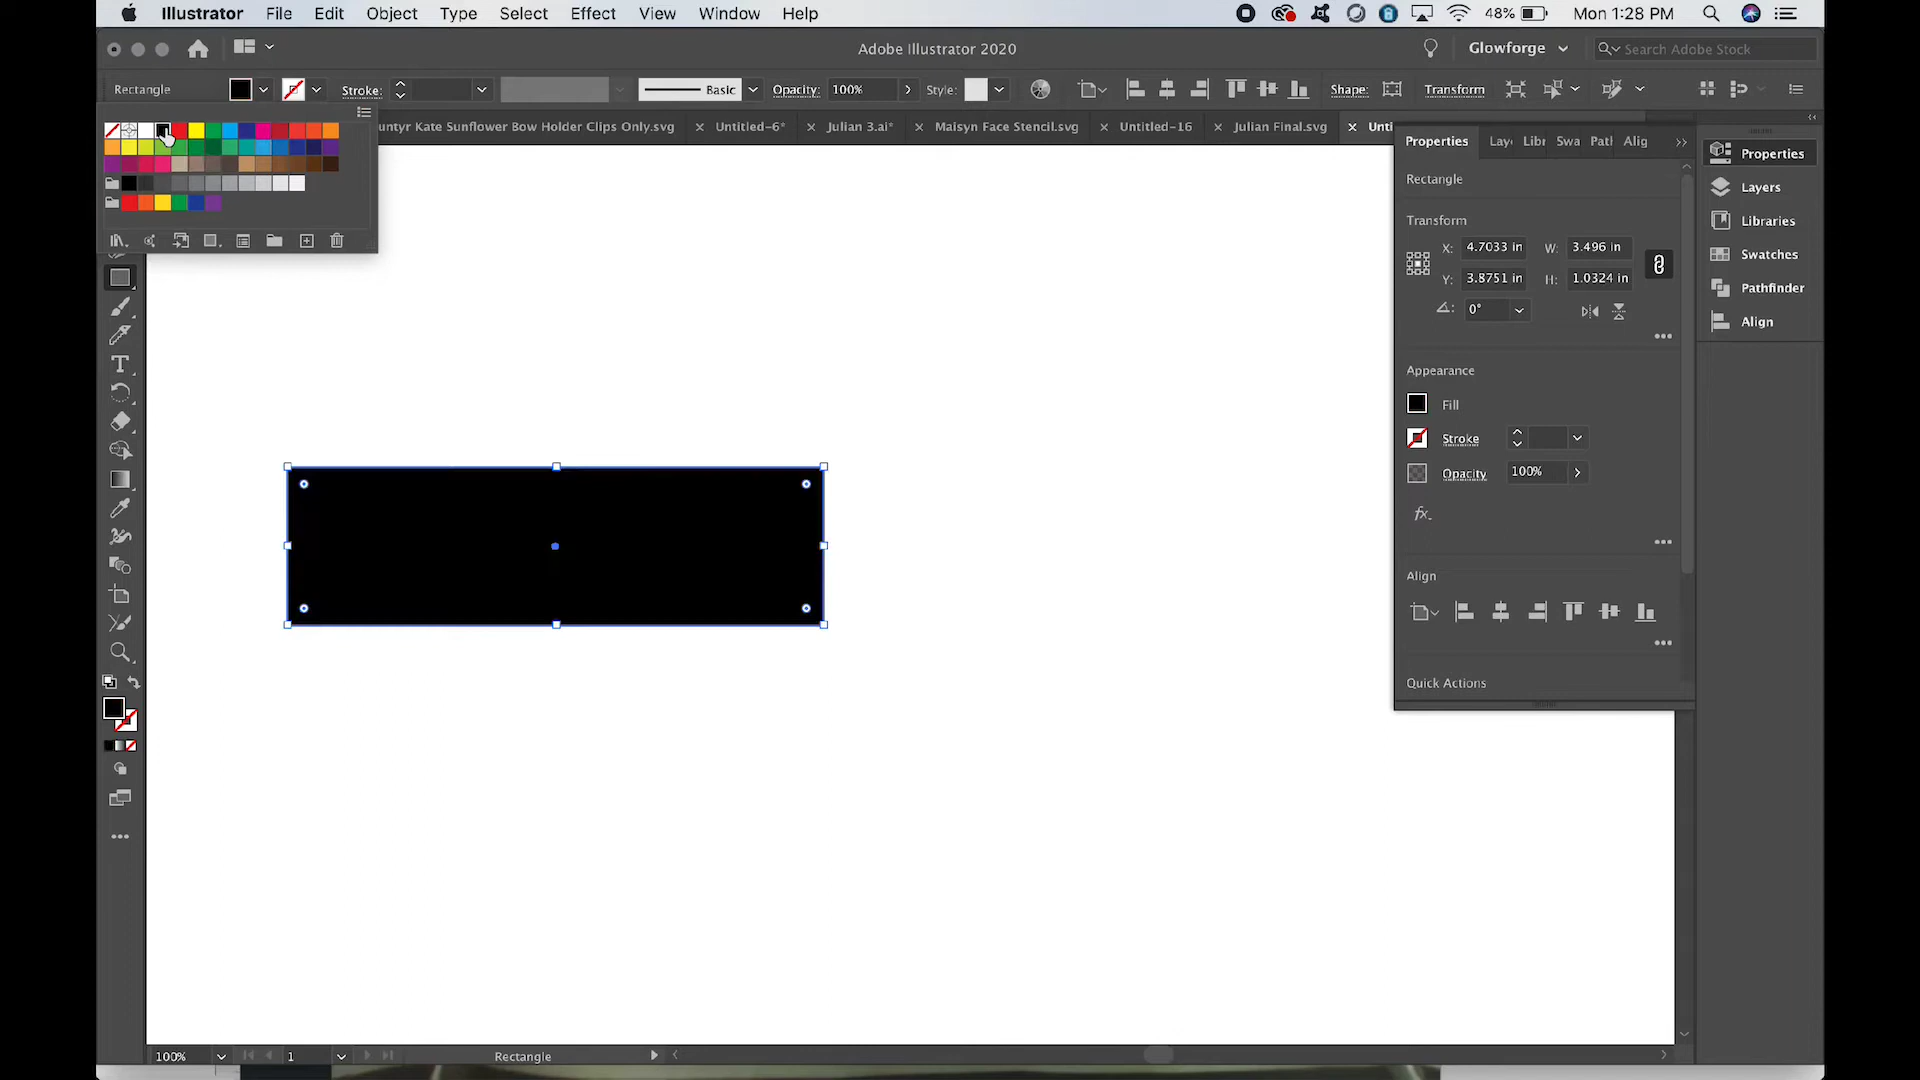 Illustrator File Edit Object Type Select Effect View Window Help 48% Mon 1:28 PM
Adobe Illustrator 2020 Glowforge Search Adobe Stock
Rectangle Stroke: Basic Opacity: 100% Style: Shape: Transform
untyr Kate Sunflower Bow Holder Clips Only.svg Untitled-6* Julian 3.ai* Maisyn Face Stencil.svg Untitled-16 Julian Final.svg Unti
Properties Laye Libr Swa Path Alig
Rectangle
Transform
X: 4.7033 in W: 3.496 in
Y: 3.8751 in H: 1.0324 in
0°
Appearance
Fill
Stroke
Opacity 100%
fx
Align
Quick Actions
Properties
Layers
Libraries
Swatches
Pathfinder
Align
100% 1 Rectangle